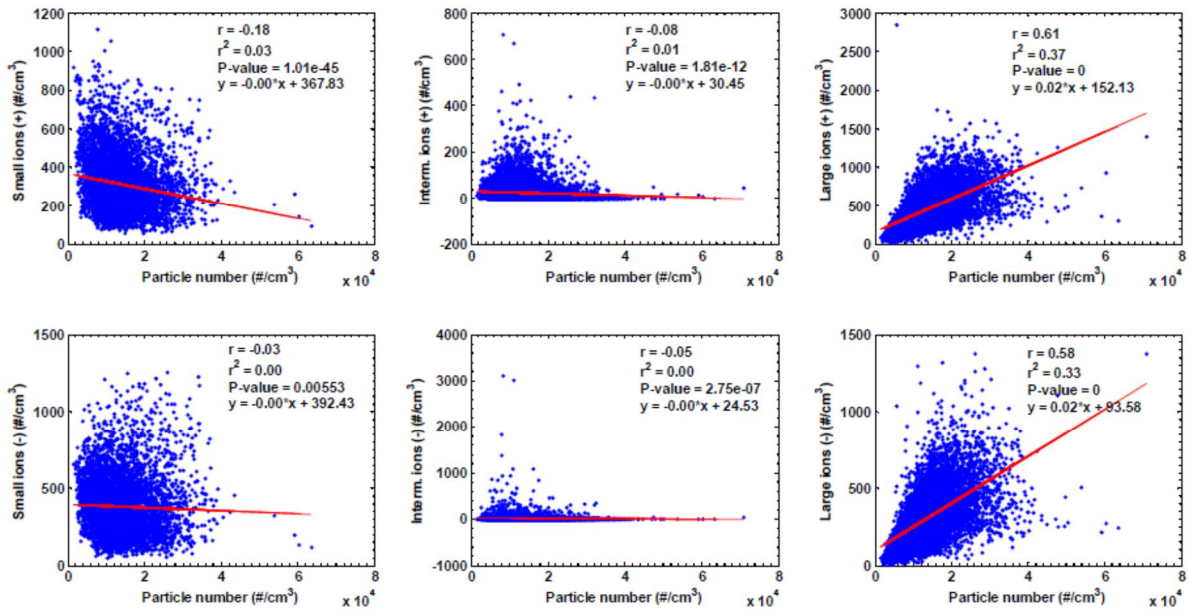 r = -0.18
r² = 0.03
P-value = 1.01e-45
y = -0.00*x + 367.83
Small ions (+) (#/cm³)
1200
1000
800
600
400
200
0
0 2 4 6 8
Particle number (#/cm³)
x 10⁴
r = -0.08
r² = 0.01
P-value = 1.81e-12
y = -0.00*x + 30.45
Interm. ions (+) (#/cm³)
800
600
400
200
0
-200
0 2 4 6 8
Particle number (#/cm³)
x 10⁴
r = 0.61
r² = 0.37
P-value = 0
y = 0.02*x + 152.13
Large ions (+) (#/cm³)
3000
2500
2000
1500
1000
500
0
0 2 4 6 8
Particle number (#/cm³)
x 10⁴
r = -0.03
r² = 0.00
P-value = 0.00553
y = -0.00*x + 392.43
Small ions (-) (#/cm³)
1500
1000
500
0
0 2 4 6 8
Particle number (#/cm³)
x 10⁴
r = -0.05
r² = 0.00
P-value = 2.75e-07
y = -0.00*x + 24.53
Interm. ions (-) (#/cm³)
4000
3000
2000
1000
0
-1000
0 2 4 6 8
Particle number (#/cm³)
x 10⁴
r = 0.58
r² = 0.33
P-value = 0
y = 0.02*x + 93.58
Large ions (-) (#/cm³)
1500
1000
500
0
0 2 4 6 8
Particle number (#/cm³)
x 10⁴